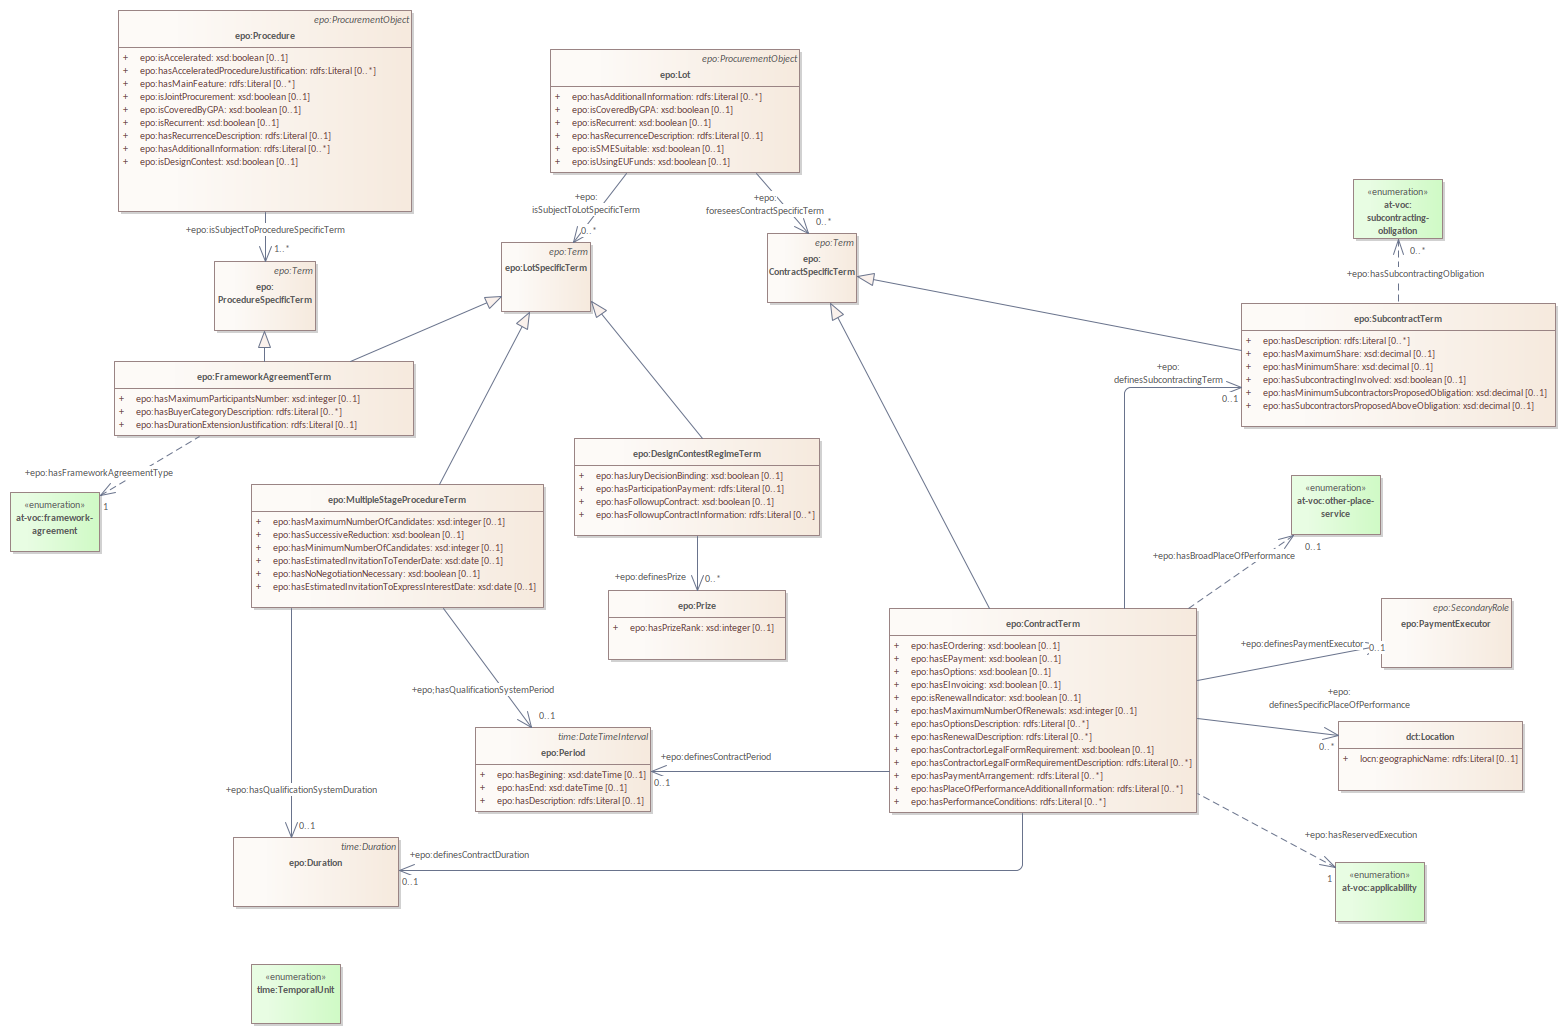 epo:ProcurementObject
epo:Procedure
+ epo:isAccelerated: xsd:boolean [0..1]
+ epo:hasAcceleratedProcedureJustification: rdfs:Literal [0..*]
+ epo:hasMainFeature: rdfs:Literal [0..*]
+ epo:isJointProcurement: xsd:boolean [0..1]
+ epo:isCoveredByGPA: xsd:boolean [0..1]
+ epo:isRecurrent: xsd:boolean [0..1]
+ epo:hasRecurrenceDescription: rdfs:Literal [0..1]
+ epo:hasAdditionalInformation: rdfs:Literal [0..*]
+ epo:isDesignContest: xsd:boolean [0..1]
epo:ProcurementObject
epo:Lot
+ epo:hasAdditionalInformation: rdfs:Literal [0..*]
+ epo:isCoveredByGPA: xsd:boolean [0..1]
+ epo:isRecurrent: xsd:boolean [0..1]
+ epo:hasRecurrenceDescription: rdfs:Literal [0..1]
+ epo:isSMESuitable: xsd:boolean [0..1]
+ epo:isUsingEUFunds: xsd:boolean [0..1]
+epo:isSubjectToProcedureSpecificTerm
1..*
+epo:
isSubjectToLotSpecificTerm
0..*
+epo:
foreseesContractSpecificTerm
0..*
«enumeration»
at-voc:
subcontracting-
obligation
0..*
+epo:hasSubcontractingObligation
epo:Term
epo:
ProcedureSpecificTerm
epo:Term
epo:LotSpecificTerm
epo:Term
epo:
ContractSpecificTerm
epo:SubcontractTerm
+ epo:hasDescription: rdfs:Literal [0..*]
+ epo:hasMaximumShare: xsd:decimal [0..1]
+ epo:hasMinimumShare: xsd:decimal [0..1]
+ epo:hasSubcontractingInvolved: xsd:boolean [0..1]
+ epo:hasMinimumSubcontractorsProposedObligation: xsd:decimal [0..1]
+ epo:hasSubcontractorsProposedAboveObligation: xsd:decimal [0..1]
+epo:
definesSubcontractingTerm
0..1
epo:FrameworkAgreementTerm
+ epo:hasMaximumParticipantsNumber: xsd:integer [0..1]
+ epo:hasBuyerCategoryDescription: rdfs:Literal [0..*]
+ epo:hasDurationExtensionJustification: rdfs:Literal [0..1]
+epo:hasFrameworkAgreementType
1
«enumeration»
at-voc:framework-
agreement
epo:MultipleStageProcedureTerm
+ epo:hasMaximumNumberOfCandidates: xsd:integer [0..1]
+ epo:hasSuccessiveReduction: xsd:boolean [0..1]
+ epo:hasMinimumNumberOfCandidates: xsd:integer [0..1]
+ epo:hasEstimatedInvitationToTenderDate: xsd:date [0..1]
+ epo:hasNoNegotiationNecessary: xsd:boolean [0..1]
+ epo:hasEstimatedInvitationToExpressInterestDate: xsd:date [0..1]
epo:DesignContestRegimeTerm
+ epo:hasJuryDecisionBinding: xsd:boolean [0..1]
+ epo:hasParticipationPayment: rdfs:Literal [0..1]
+ epo:hasFollowupContract: xsd:boolean [0..1]
+ epo:hasFollowupContractInformation: rdfs:Literal [0..*]
+epo:definesPrize
0..*
epo:Prize
+ epo:hasPrizeRank: xsd:integer [0..1]
«enumeration»
at-voc:other-place-
service
0..1
+epo:hasBroadPlaceOfPerformance
epo:ContractTerm
+ epo:hasEOrdering: xsd:boolean [0..1]
+ epo:hasEPayment: xsd:boolean [0..1]
+ epo:hasOptions: xsd:boolean [0..1]
+ epo:hasEInvoicing: xsd:boolean [0..1]
+ epo:isRenewalIndicator: xsd:boolean [0..1]
+ epo:hasMaximumNumberOfRenewals: xsd:integer [0..1]
+ epo:hasOptionsDescription: rdfs:Literal [0..*]
+ epo:hasRenewalDescription: rdfs:Literal [0..*]
+ epo:hasContractorLegalFormRequirement: xsd:boolean [0..1]
+ epo:hasContractorLegalFormRequirementDescription: rdfs:Literal [0..*]
+ epo:hasPaymentArrangement: rdfs:Literal [0..*]
+ epo:hasPlaceOfPerformanceAdditionalInformation: rdfs:Literal [0..*]
+ epo:hasPerformanceConditions: rdfs:Literal [0..*]
epo:SecondaryRole
epo:PaymentExecutor
+epo:definesPaymentExecutor
0..1
+epo:
definesSpecificPlaceOfPerformance
0..*
dct:Location
+ locn:geographicName: rdfs:Literal [0..1]
+epo:hasQualificationSystemPeriod
0..1
time:DateTimeInterval
epo:Period
+ epo:hasBegining: xsd:dateTime [0..1]
+ epo:hasEnd: xsd:dateTime [0..1]
+ epo:hasDescription: rdfs:Literal [0..1]
+epo:definesContractPeriod
0..1
+epo:hasQualificationSystemDuration
0..1
time:Duration
epo:Duration
+epo:definesContractDuration
0..1
+epo:hasReservedExecution
1
«enumeration»
at-voc:applicability
«enumeration»
time:TemporalUnit